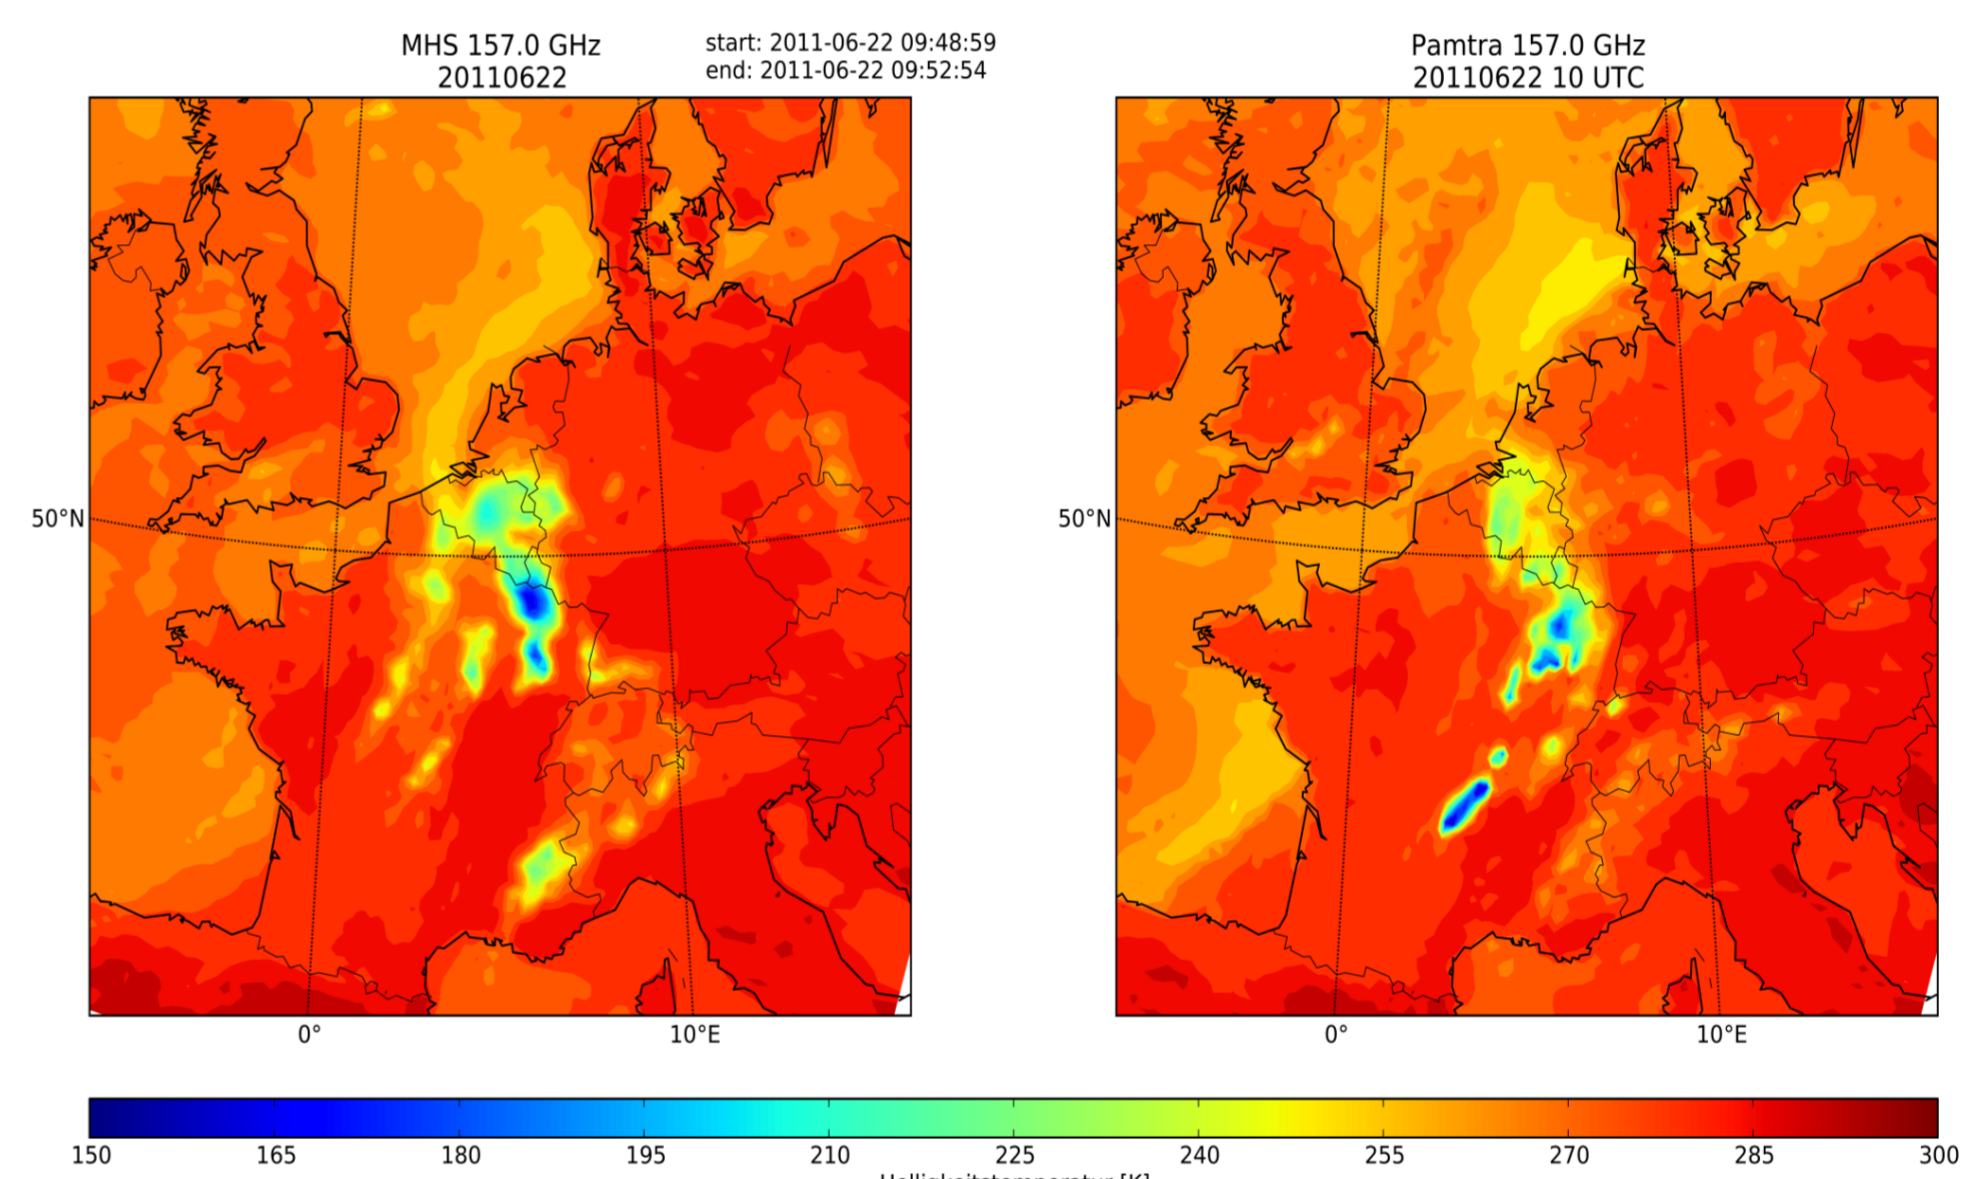 MHS 157.0 GHz
20110622
start: 2011-06-22 09:48:59
end: 2011-06-22 09:52:54
Pamtra 157.0 GHz
20110622 10 UTC
50°N
50°N
0°
10°E
0°
10°E
150 165 180 195 210 225 240 255 270 285 300
Helligkeitstemperatur [K]